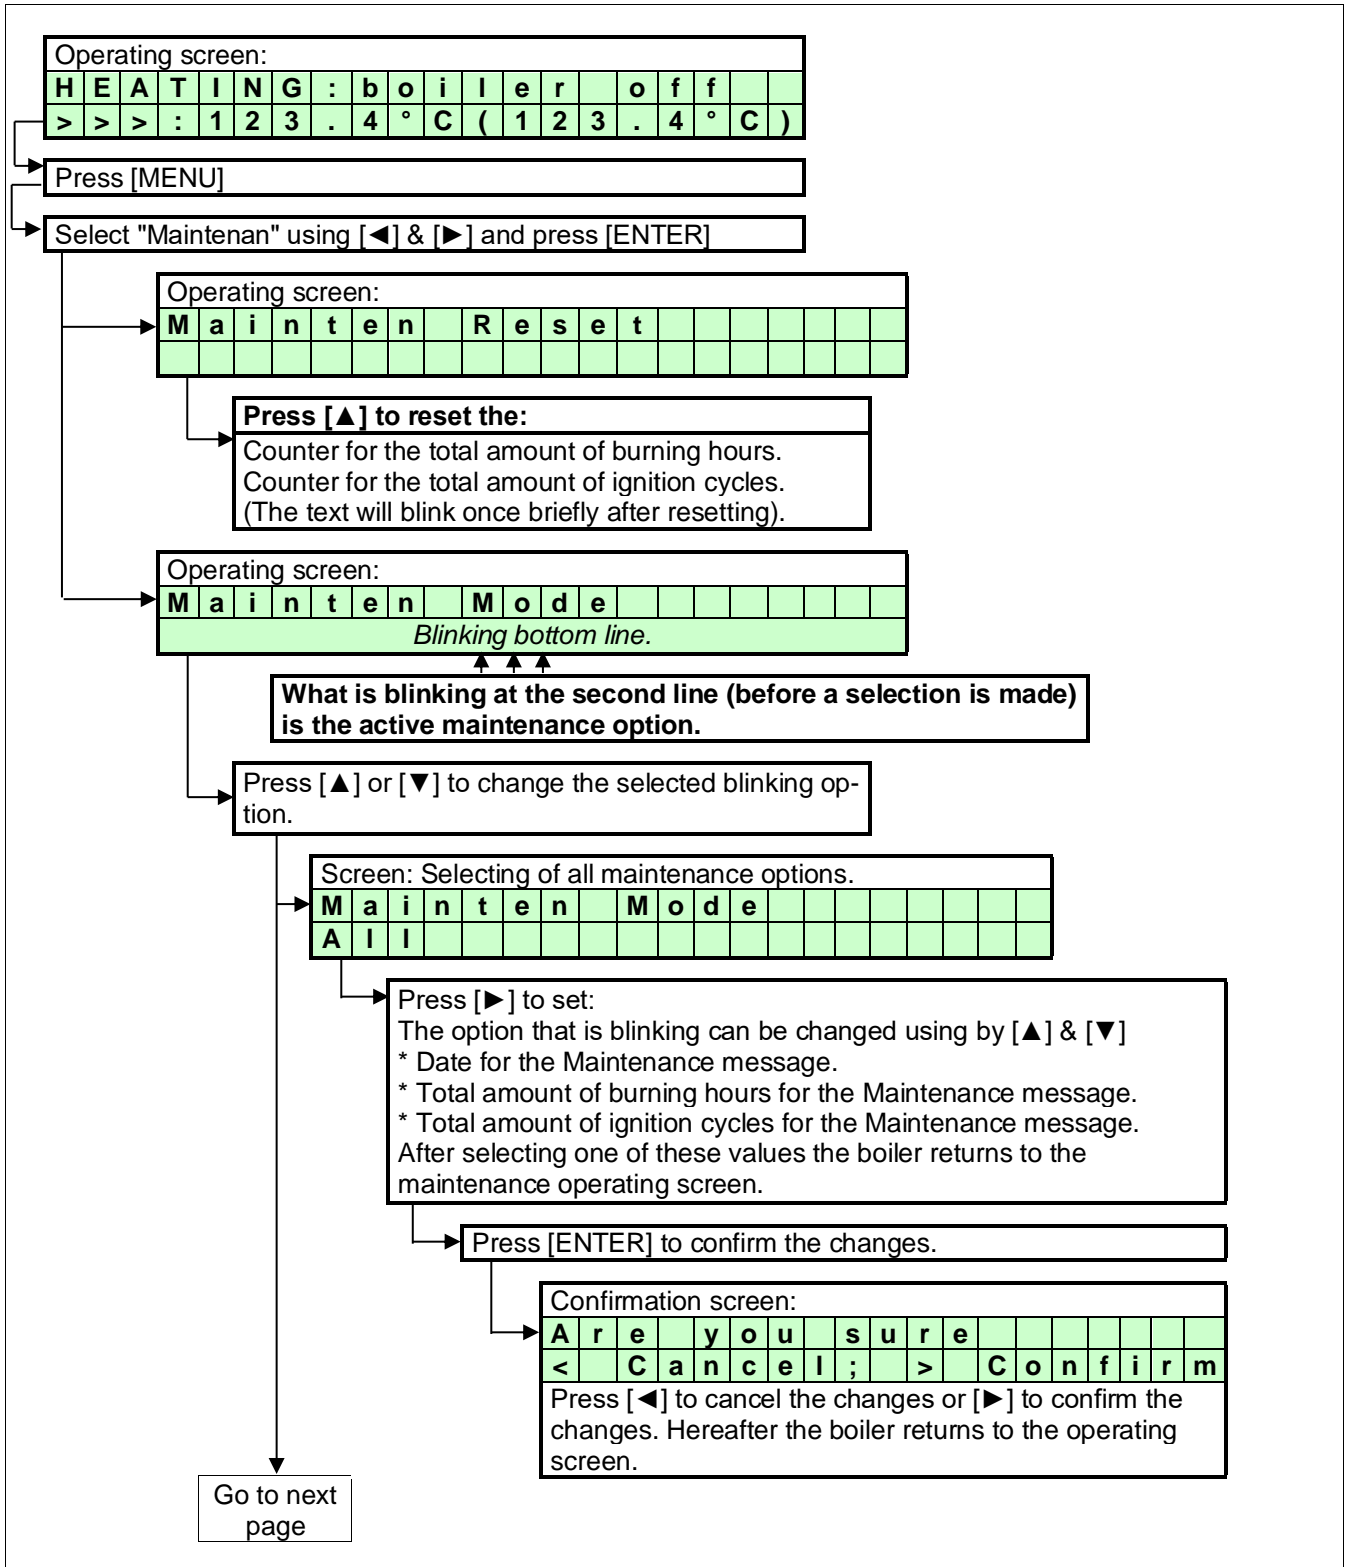 Operating screen:
HEATING:boiler off
>>>:123.4°C(123.4°C)
Press [MENU]
Select "Maintenan" using [◄] & [►] and press [ENTER]
Operating screen:
Mainten Reset
Press [▲] to reset the:
Counter for the total amount of burning hours.
Counter for the total amount of ignition cycles.
(The text will blink once briefly after resetting).
Operating screen:
Mainten Mode
Blinking bottom line.
What is blinking at the second line (before a selection is made)
is the active maintenance option.
Press [▲] or [▼] to change the selected blinking op-
tion.
Screen: Selecting of all maintenance options.
Mainten Mode
All
Press [►] to set:
The option that is blinking can be changed using by [▲] & [▼]
* Date for the Maintenance message.
* Total amount of burning hours for the Maintenance message.
* Total amount of ignition cycles for the Maintenance message.
After selecting one of these values the boiler returns to the
maintenance operating screen.
Press [ENTER] to confirm the changes.
Confirmation screen:
Are you sure
< Cancel; > Confirm
Press [◄] to cancel the changes or [►] to confirm the
changes. Hereafter the boiler returns to the operating
screen.
Go to next
page